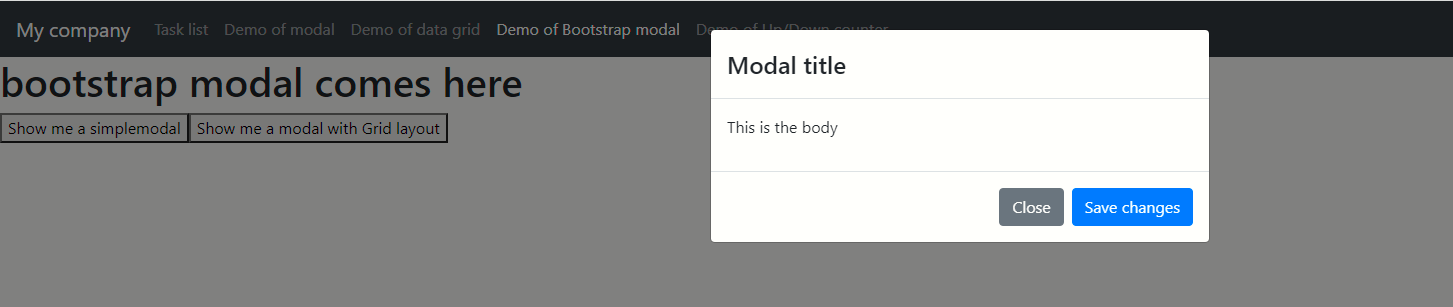 My company Task list Demo of modal Demo of data grid Demo of Bootstrap modal Demo of Up/Down counter
bootstrap modal comes here
Show me a simplemodal Show me a modal with Grid layout
Modal title
This is the body
Close Save changes